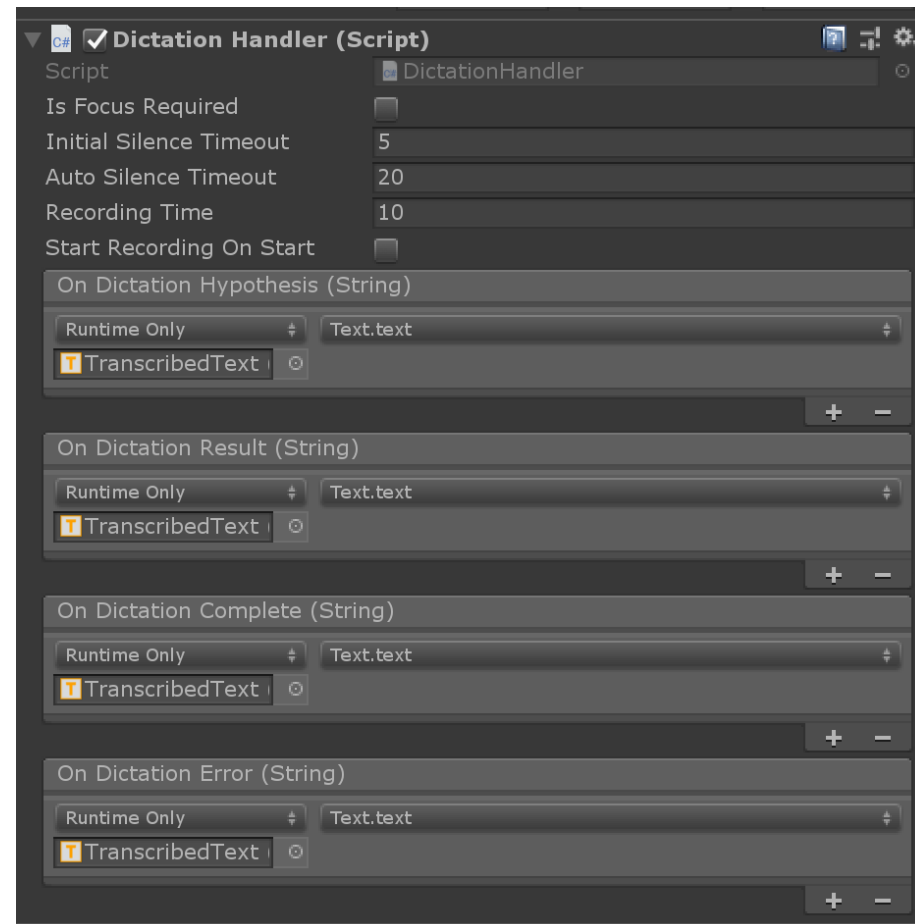 C# Dictation Handler (Script)
Script DictationHandler
Is Focus Required
Initial Silence Timeout 5
Auto Silence Timeout 20
Recording Time 10
Start Recording On Start
On Dictation Hypothesis (String)
Runtime Only Text.text
T TranscribedText (
+ −
On Dictation Result (String)
Runtime Only Text.text
T TranscribedText (
+ −
On Dictation Complete (String)
Runtime Only Text.text
T TranscribedText (
+ −
On Dictation Error (String)
Runtime Only Text.text
T TranscribedText (
+ −